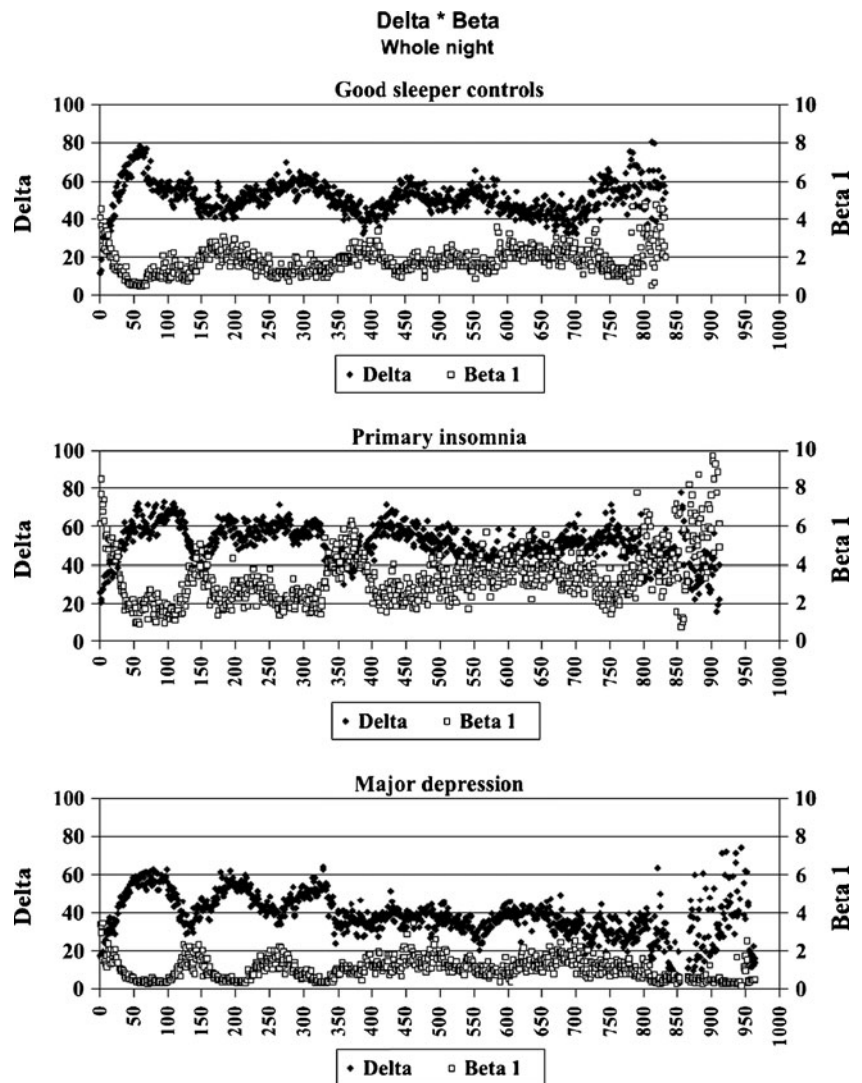 Delta * Beta
Whole night
Good sleeper controls
100 10
80 8
Delta 60 6 Beta 1
40 4
20 2
0 0
0 50 100 150 200 250 300 350 400 450 500 550 600 650 700 750 800 850 900 950 1000
Delta Beta 1
Primary insomnia
100 10
80 8
Delta 60 6 Beta 1
40 4
20 2
0 0
0 50 100 150 200 250 300 350 400 450 500 550 600 650 700 750 800 850 900 950 1000
Delta Beta 1
Major depression
100 10
80 8
Delta 60 6 Beta 1
40 4
20 2
0 0
0 50 100 150 200 250 300 350 400 450 500 550 600 650 700 750 800 850 900 950 1000
Delta Beta 1